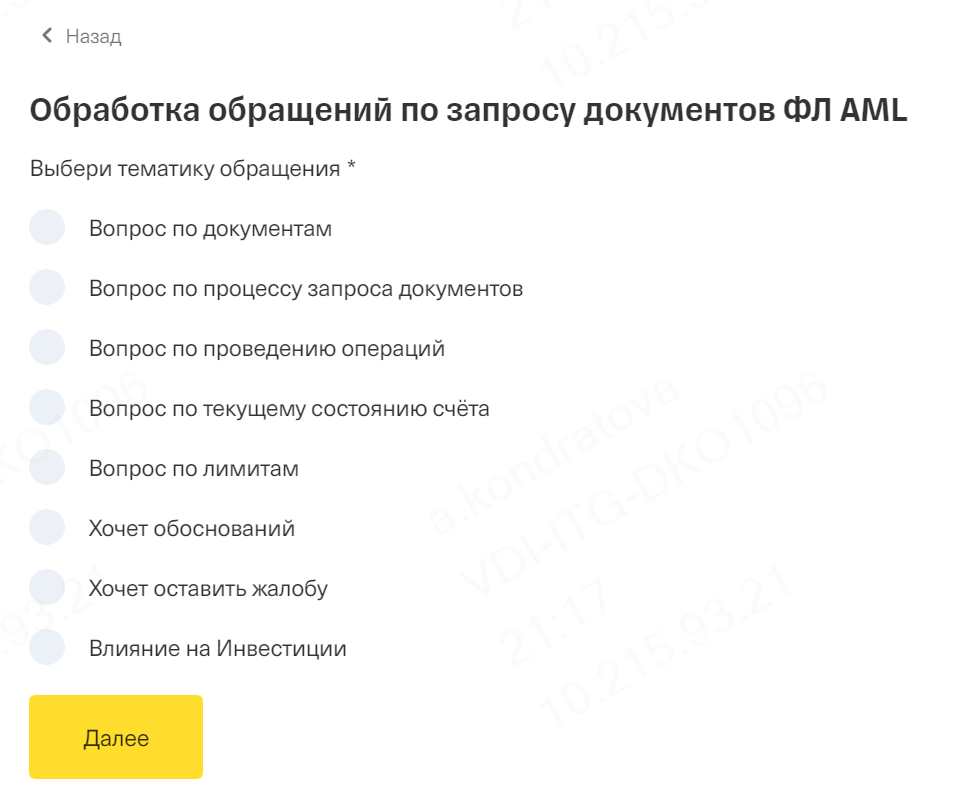 Назад
Обработка обращений по запросу документов ФЛ AML
Выбери тематику обращения *
Вопрос по документам
Вопрос по процессу запроса документов
Вопрос по проведению операций
Вопрос по текущему состоянию счёта
Вопрос по лимитам
Хочет обоснований
Хочет оставить жалобу
Влияние на Инвестиции
Далее
a.kondratova
VDI-ITG-DKO1096
21:17
10.215.93.21